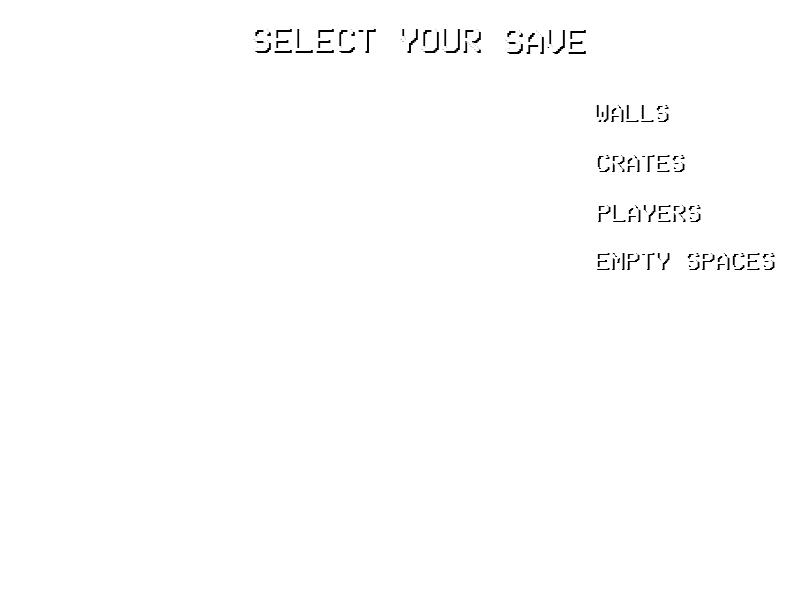 SELECT YOUR SAVE
WALLS
CRATES
PLAYERS
EMPTY SPACES